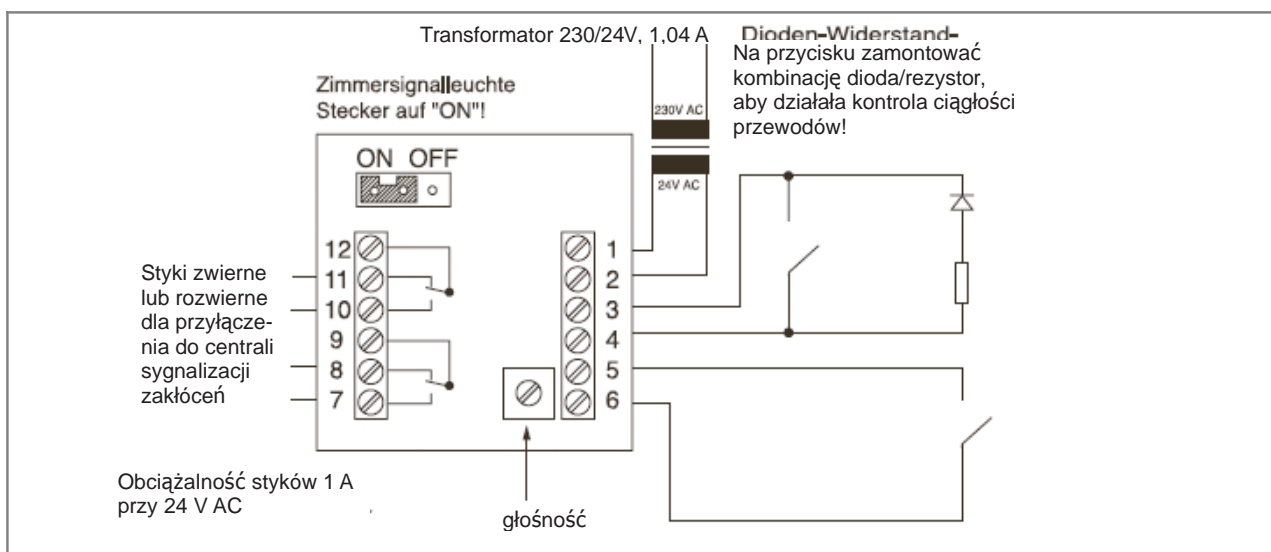 Transformator 230/24V, 1,04 A
Dioden-Widerstand-
Na przycisku zamontować
kombinację dioda/rezystor,
aby działała kontrola ciągłości
przewodów!
Zimmersignalleuchte
Stecker auf "ON"!
230V AC
24V AC
ON OFF
12
11
10
9
8
7
1
2
3
4
5
6
Styki zwierne
lub rozwierne
dla przyłącze-
nia do centrali
sygnalizacji
zakłóceń
Obciążalność styków 1 A
przy 24 V AC
głośność